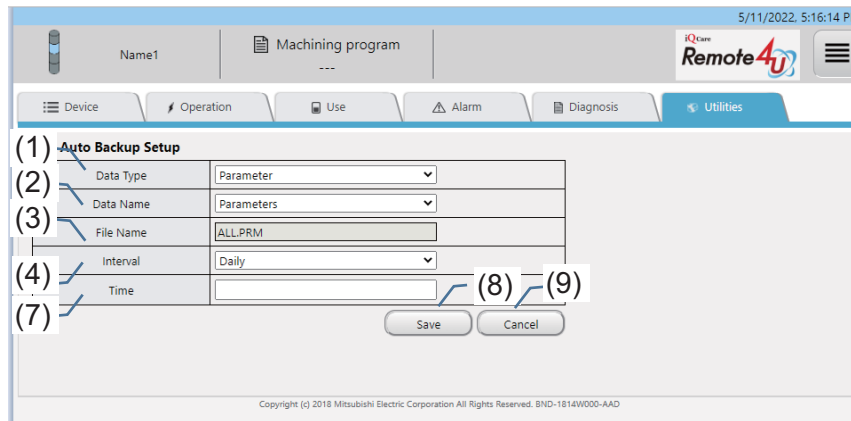 5/11/2022, 5:16:14 P
Name1
Machining program
---
iQ Care
Remote4U
Device
Operation
Use
Alarm
Diagnosis
Utilities
Auto Backup Setup
(1)
Data Type
Parameter
(2)
Data Name
Parameters
(3)
File Name
ALL.PRM
(4)
Interval
Daily
(7)
Time
(8)
(9)
Save
Cancel
Copyright (c) 2018 Mitsubishi Electric Corporation All Rights Reserved. BND-1814W000-AAD